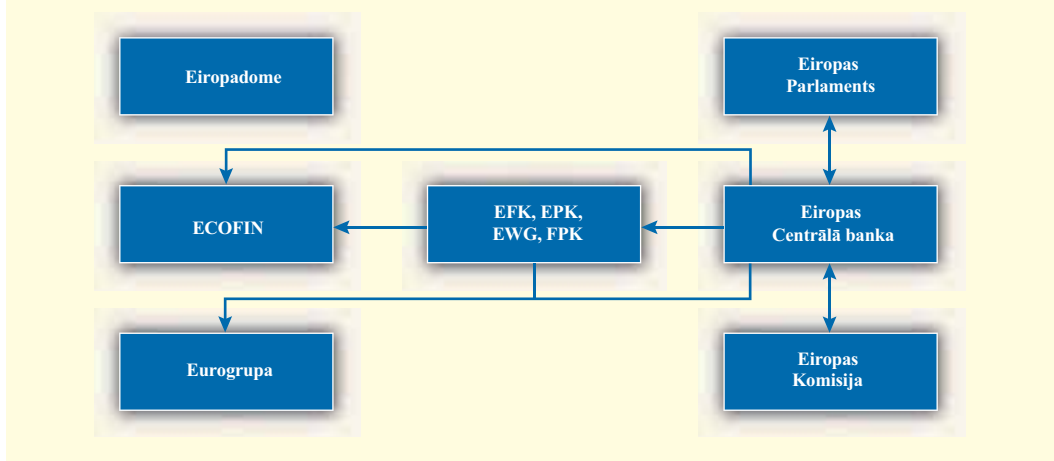 Eiropadome
Eiropas
Parlaments
ECOFIN
EFK, EPK,
EWG, FPK
Eiropas
Centrālā banka
Eurogrupa
Eiropas
Komisija